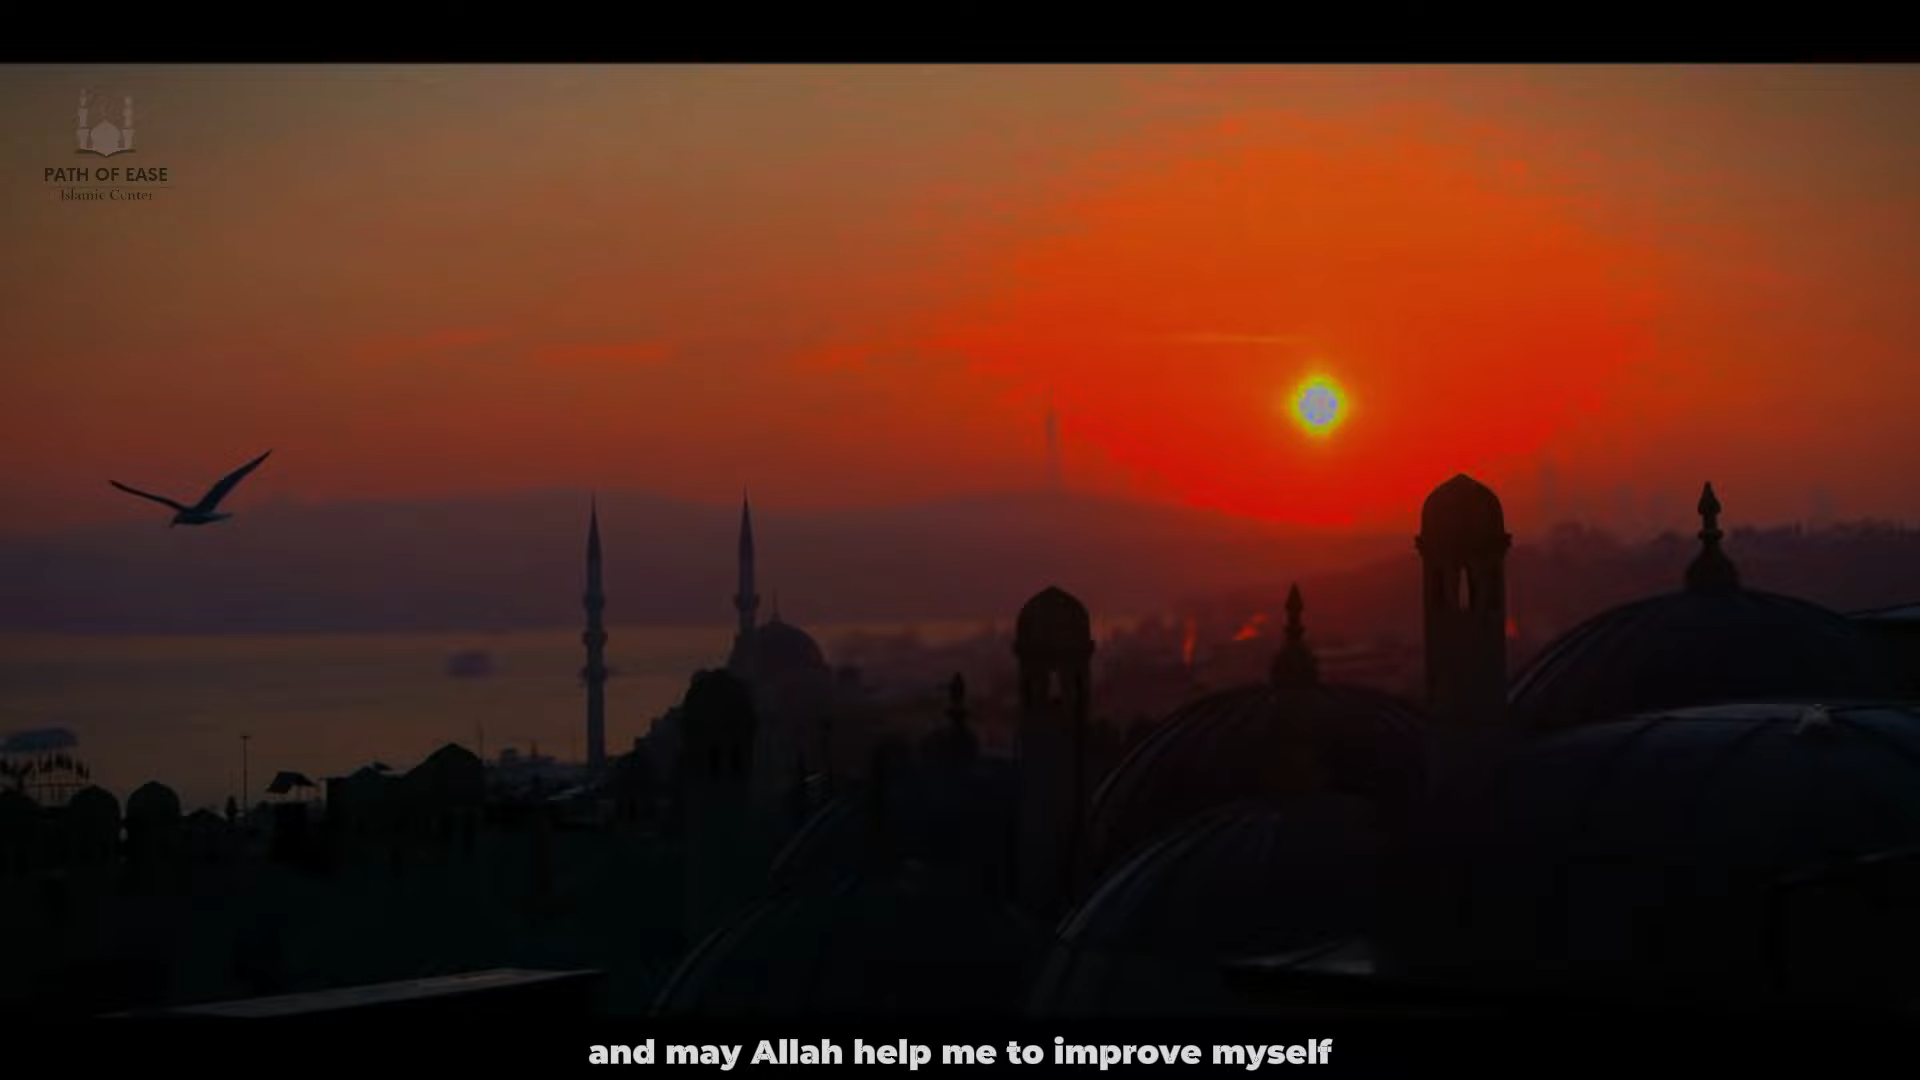 PATH OF EASE
Islamic Center
and may Allah help me to improve myself